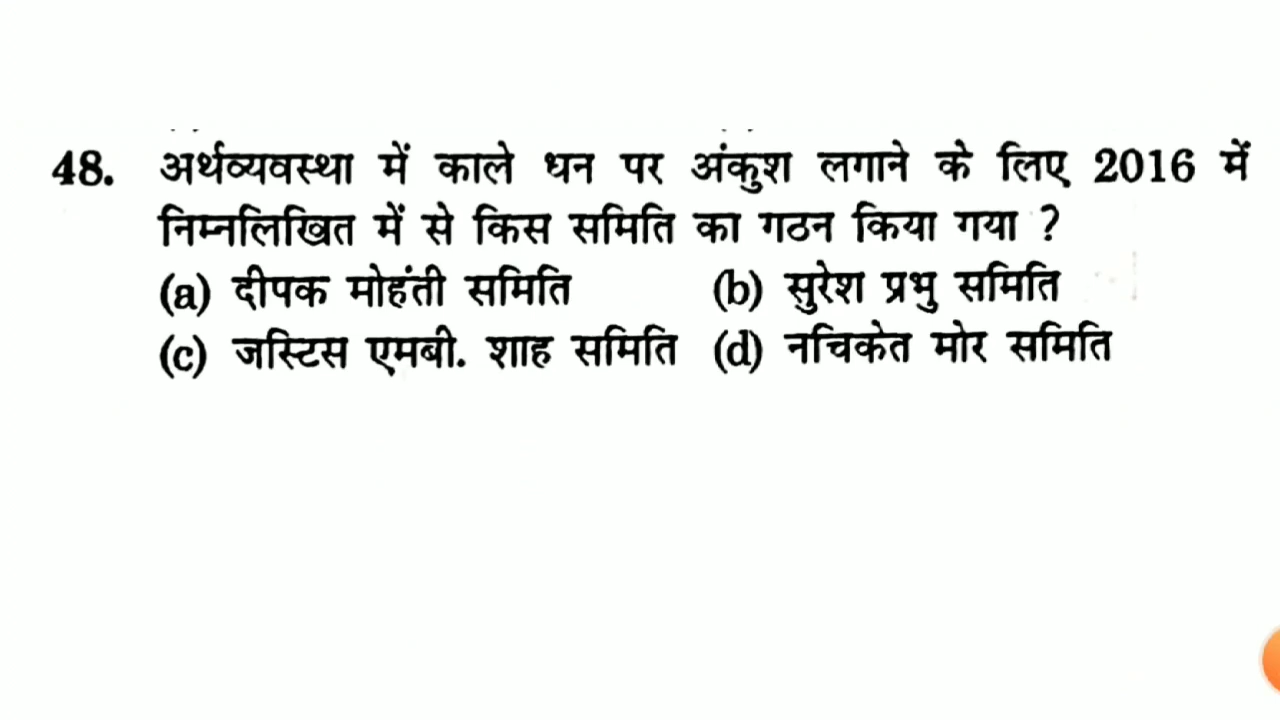 48. अर्थव्यवस्था में काले धन पर अंकुश लगाने के लिए 2016 में
निम्नलिखित में से किस समिति का गठन किया गया ?
(a) दीपक मोहंती समिति (b) सुरेश प्रभु समिति
(c) जस्टिस एमबी. शाह समिति (d) नचिकेत मोर समिति